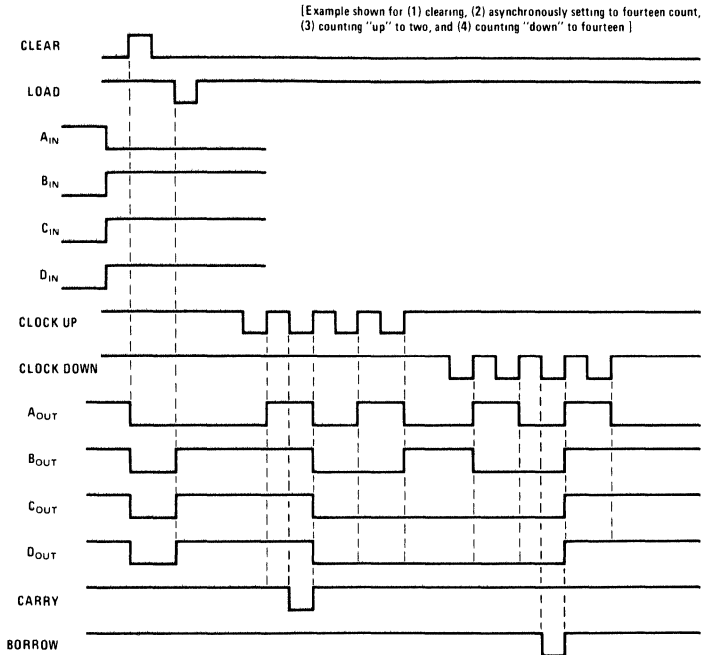 [Example shown for (1) clearing, (2) asynchronously setting to fourteen count,
(3) counting "up" to two, and (4) counting "down" to fourteen ]
CLEAR
LOAD
AIN
BIN
CIN
DIN
CLOCK UP
CLOCK DOWN
AOUT
BOUT
COUT
DOUT
CARRY
BORROW